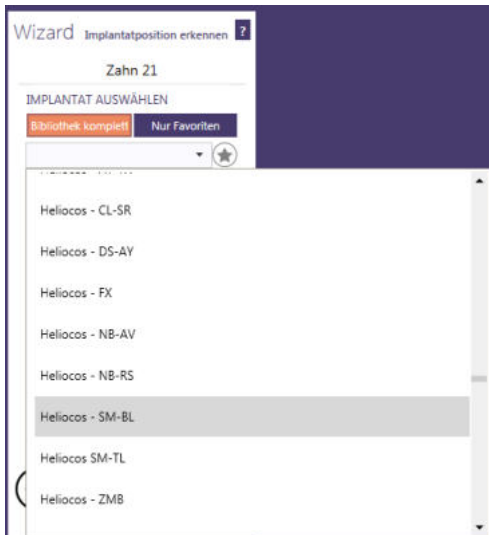 Wizard Implantatposition erkennen ?
Zahn 21
IMPLANTAT AUSWÄHLEN
Bibliothek komplett Nur Favoriten
Heliocos - CL-SR
Heliocos - DS-AY
Heliocos - FX
Heliocos - NB-AV
Heliocos - NB-RS
Heliocos - SM-BL
Heliocos SM-TL
Heliocos - ZMB